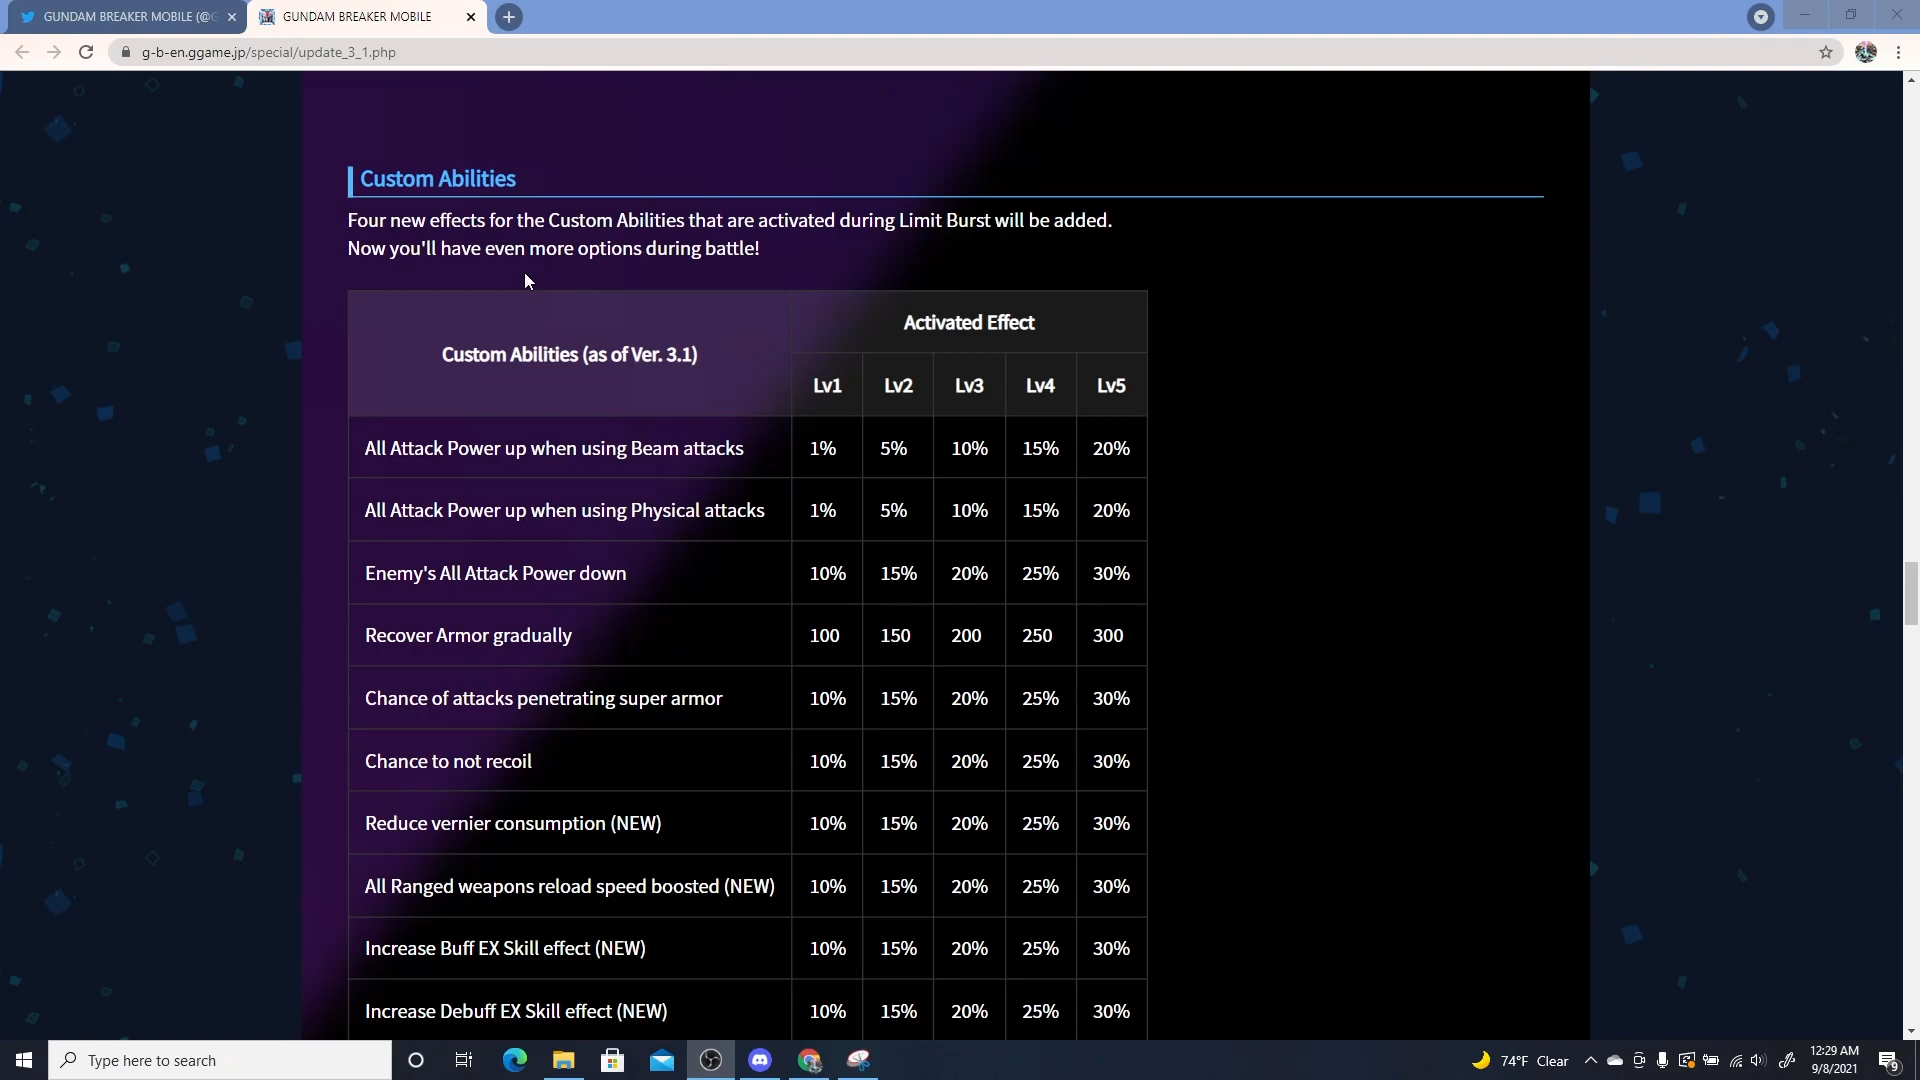 GUNDAM BREAKER MOBILE (@G
GUNDAM BREAKER MOBILE
g-b-en.ggame.jp/special/update_3_1.php
Custom Abilities
Four new effects for the Custom Abilities that are activated during Limit Burst will be added.
Now you'll have even more options during battle!
Custom Abilities (as of Ver. 3.1)
Activated Effect
Lv1 Lv2 Lv3 Lv4 Lv5
All Attack Power up when using Beam attacks 1% 5% 10% 15% 20%
All Attack Power up when using Physical attacks 1% 5% 10% 15% 20%
Enemy's All Attack Power down 10% 15% 20% 25% 30%
Recover Armor gradually 100 150 200 250 300
Chance of attacks penetrating super armor 10% 15% 20% 25% 30%
Chance to not recoil 10% 15% 20% 25% 30%
Reduce vernier consumption (NEW) 10% 15% 20% 25% 30%
All Ranged weapons reload speed boosted (NEW) 10% 15% 20% 25% 30%
Increase Buff EX Skill effect (NEW) 10% 15% 20% 25% 30%
Increase Debuff EX Skill effect (NEW) 10% 15% 20% 25% 30%
Type here to search
74°F Clear
12:29 AM
9/8/2021
9